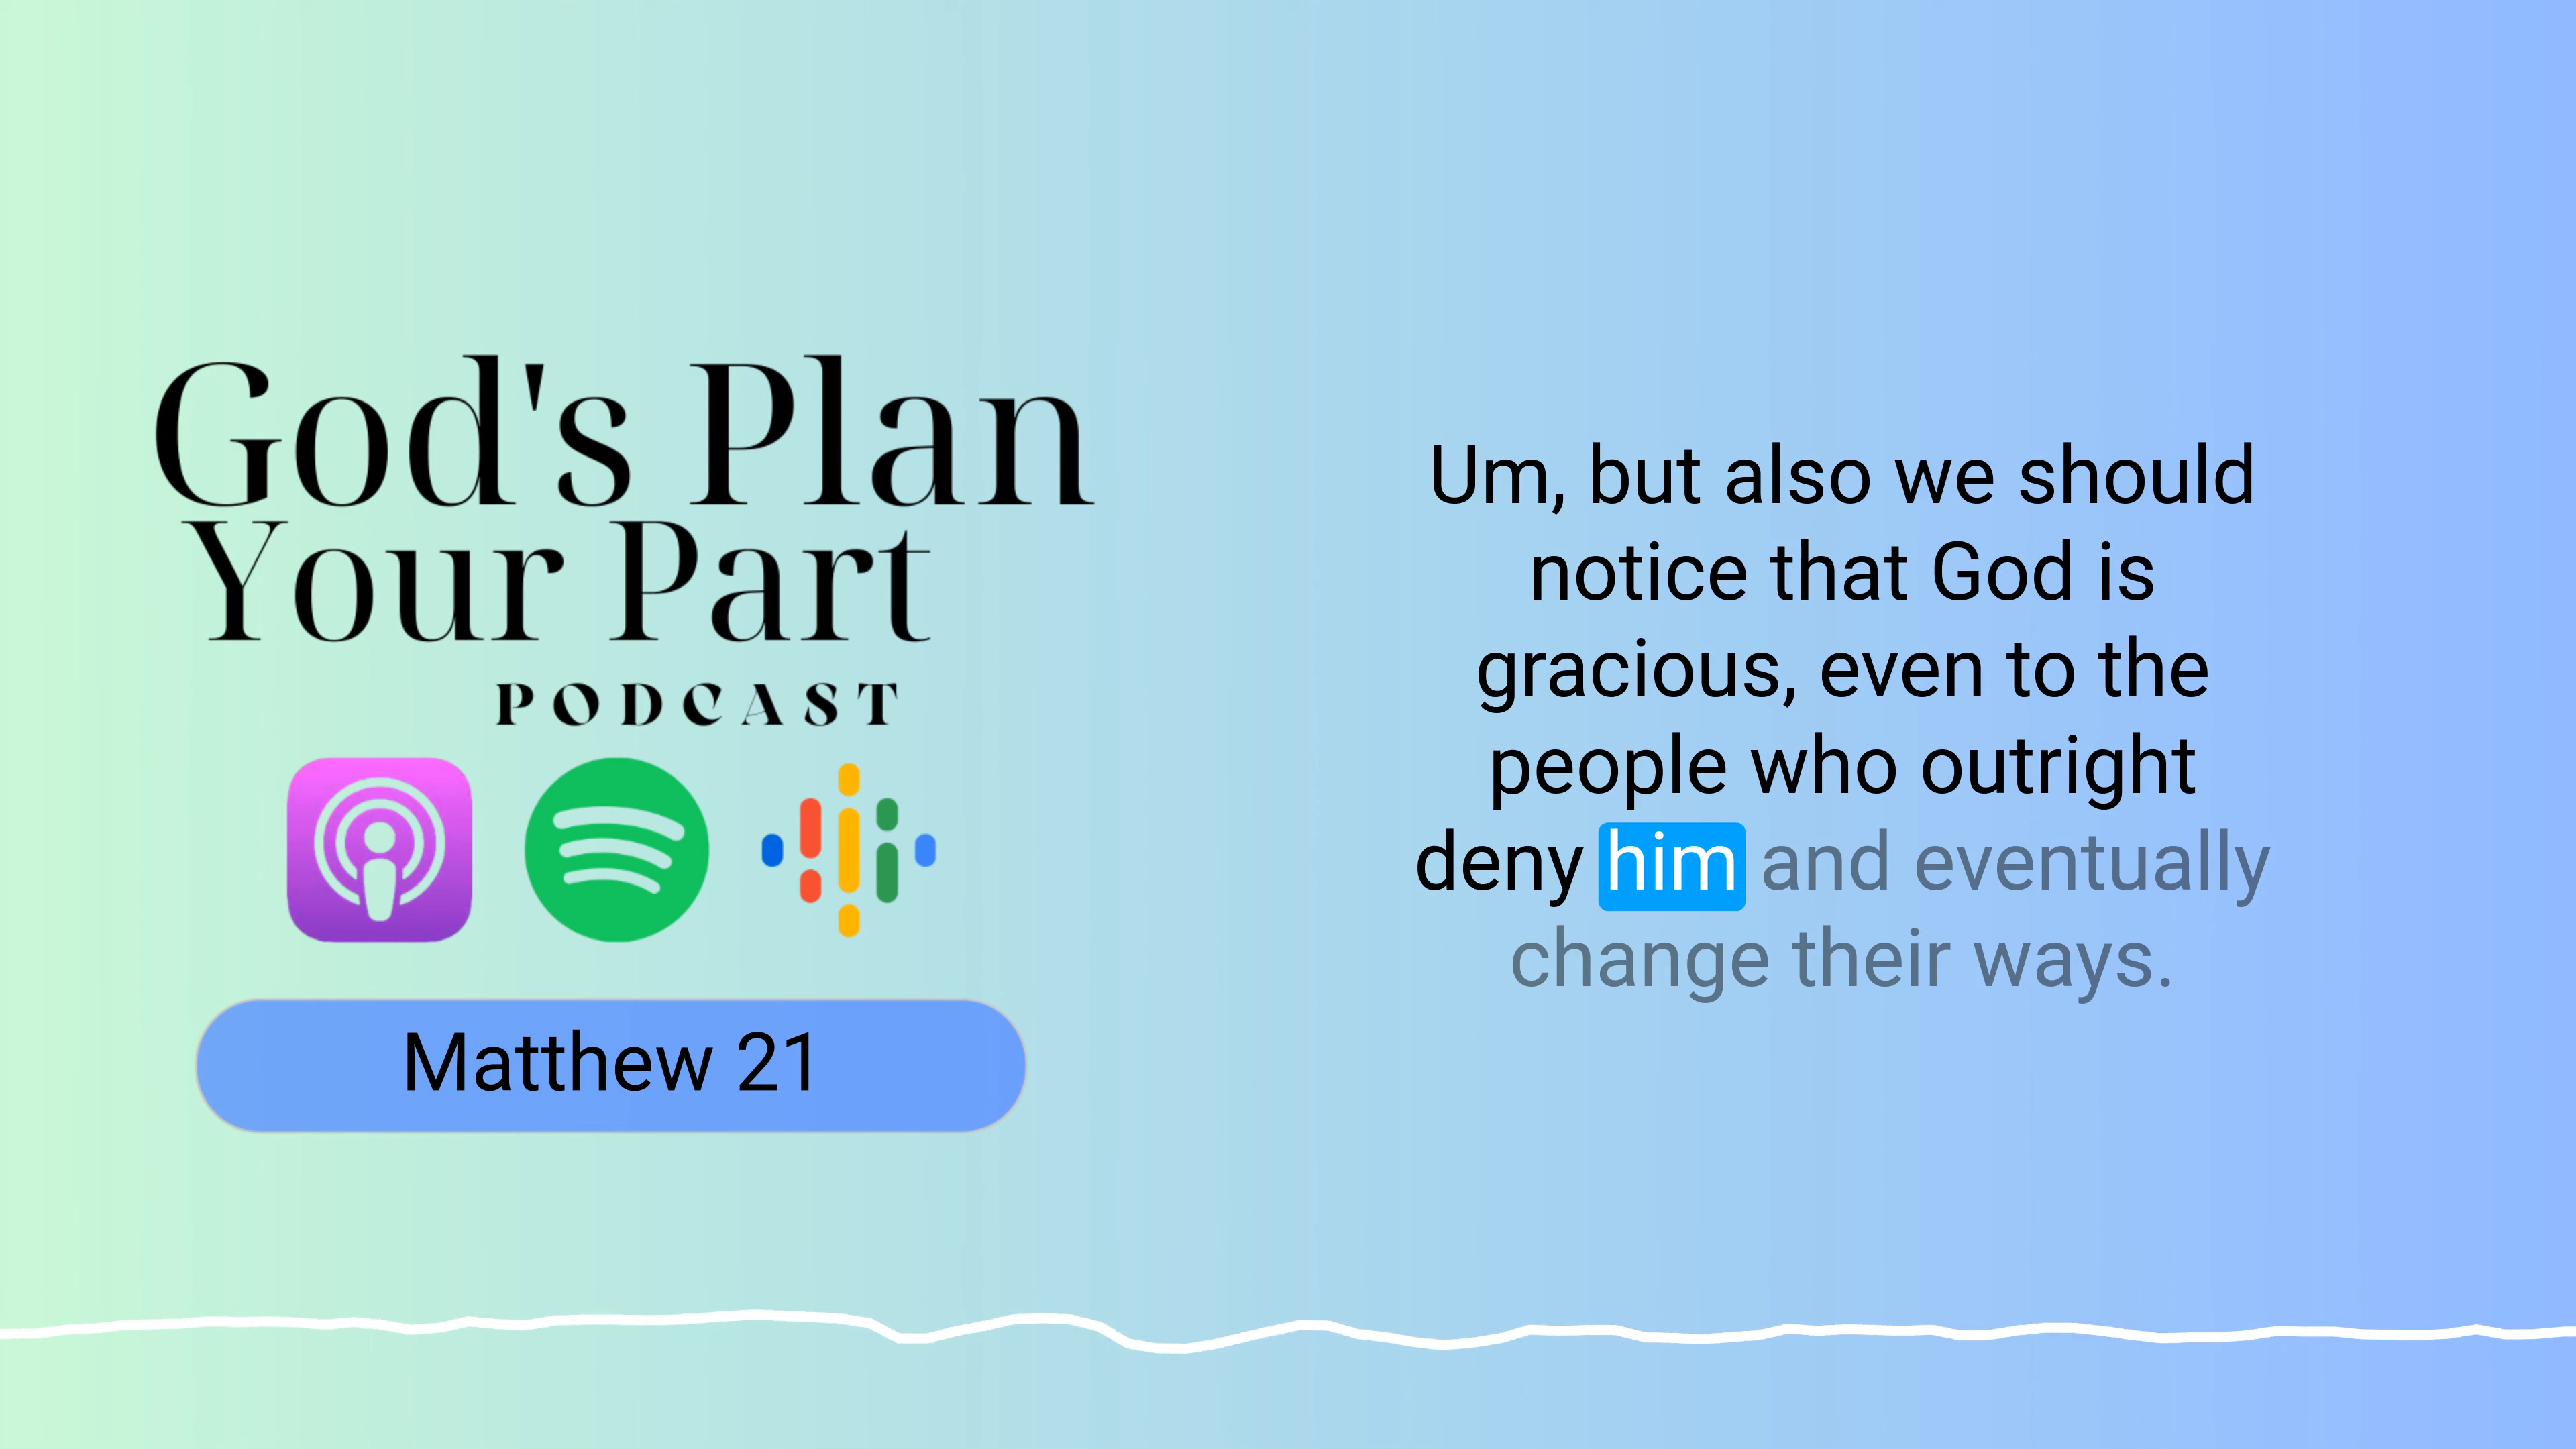 God's Plan
Your Part
PODCAST
Matthew 21
Um, but also we should
notice that God is
gracious, even to the
people who outright
deny him and eventually
change their ways.